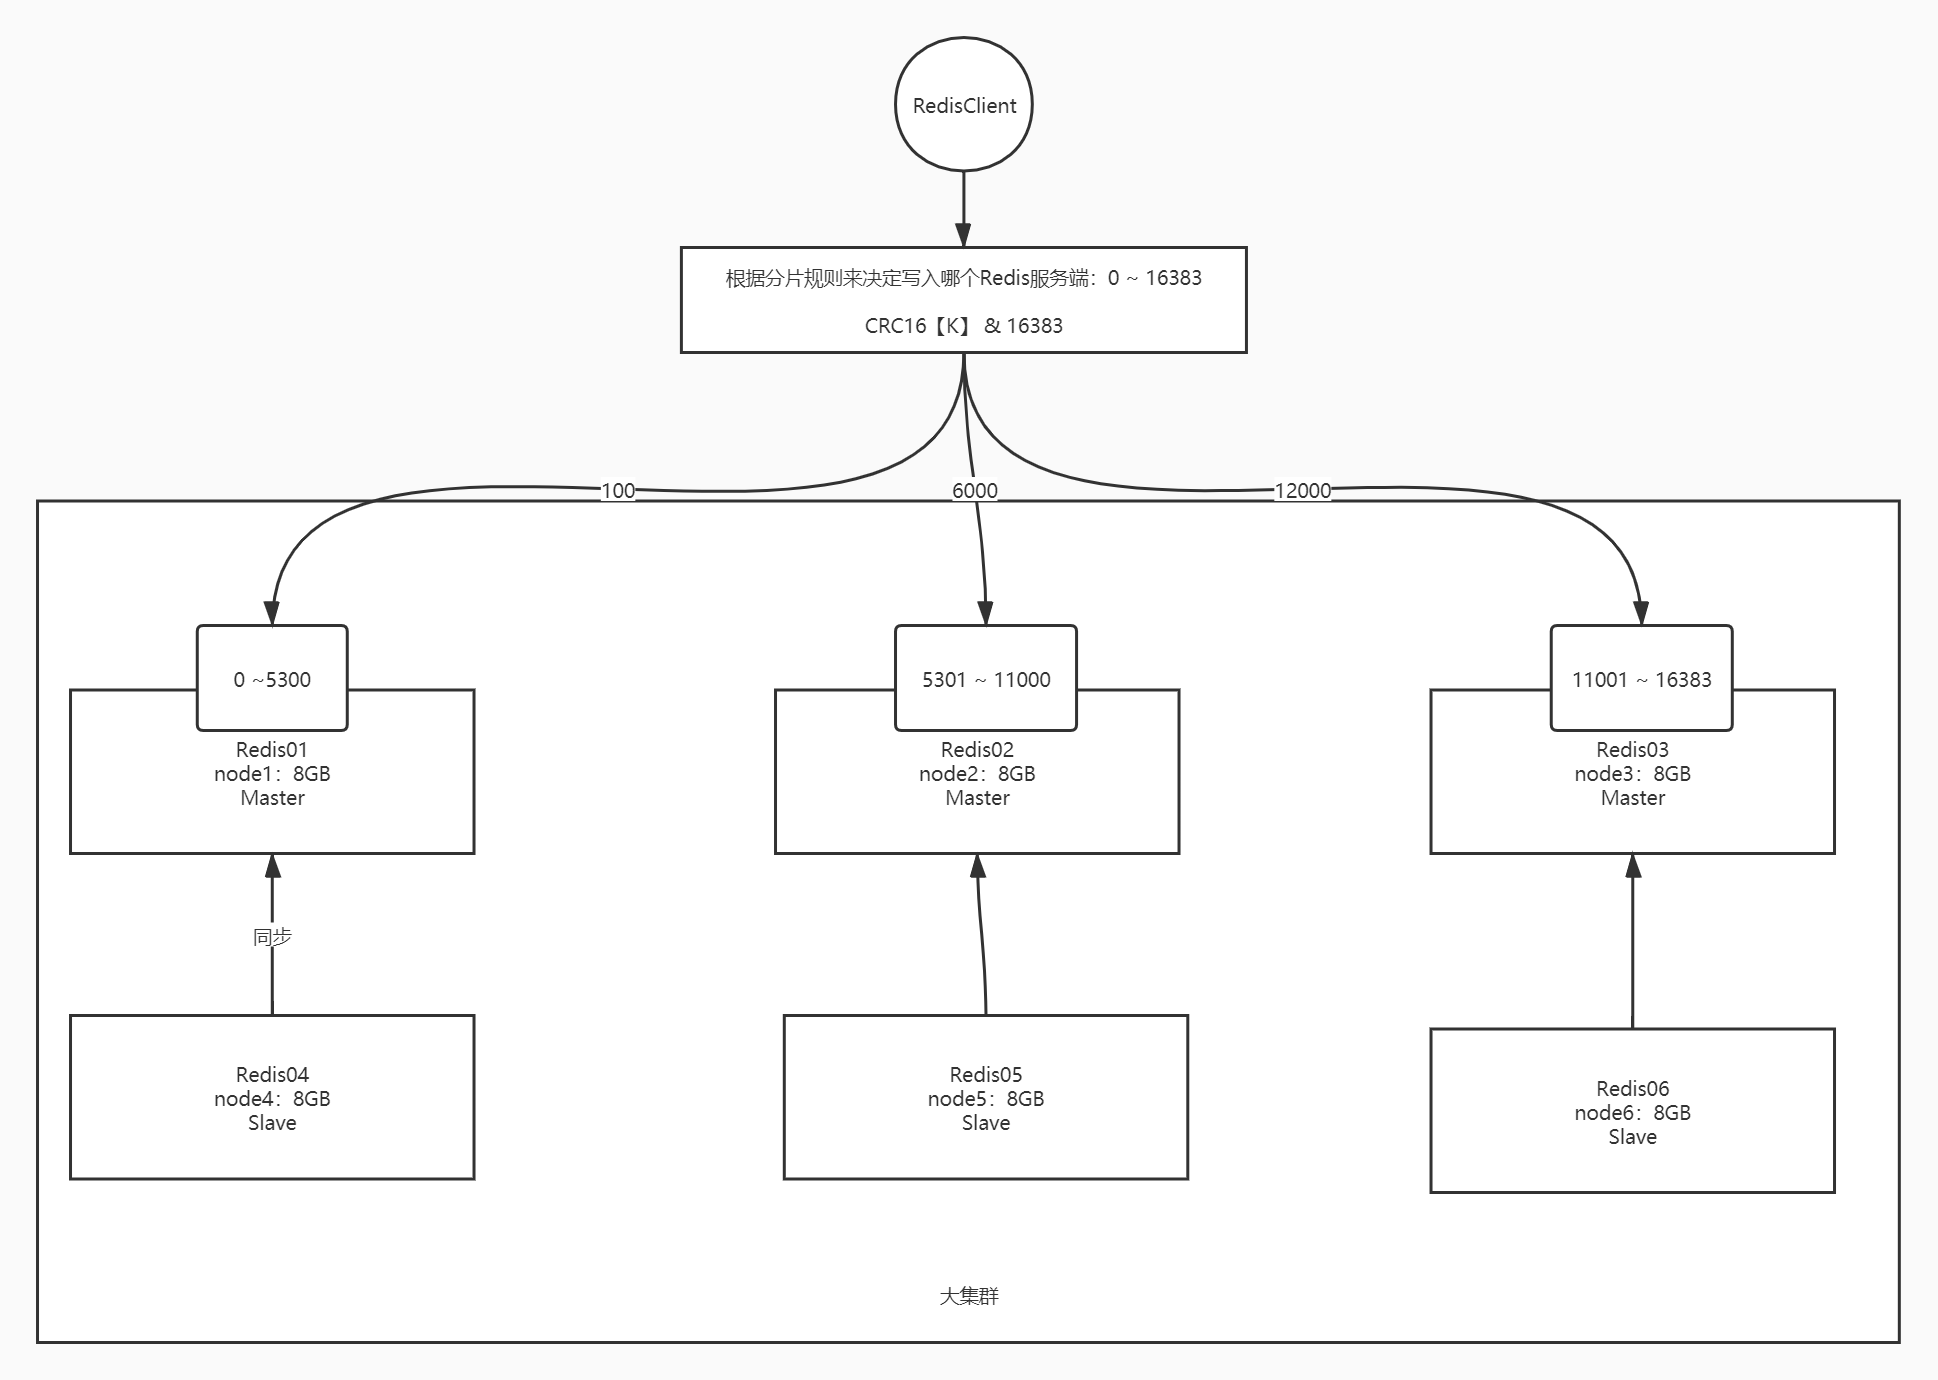 RedisClient
根据分片规则来决定写入哪个Redis服务端：0 ~ 16383
CRC16【K】 & 16383
100
6000
12000
0 ~5300
5301 ~ 11000
11001 ~ 16383
Redis01
node1：8GB
Master
Redis02
node2：8GB
Master
Redis03
node3：8GB
Master
同步
Redis04
node4：8GB
Slave
Redis05
node5：8GB
Slave
Redis06
node6：8GB
Slave
大集群